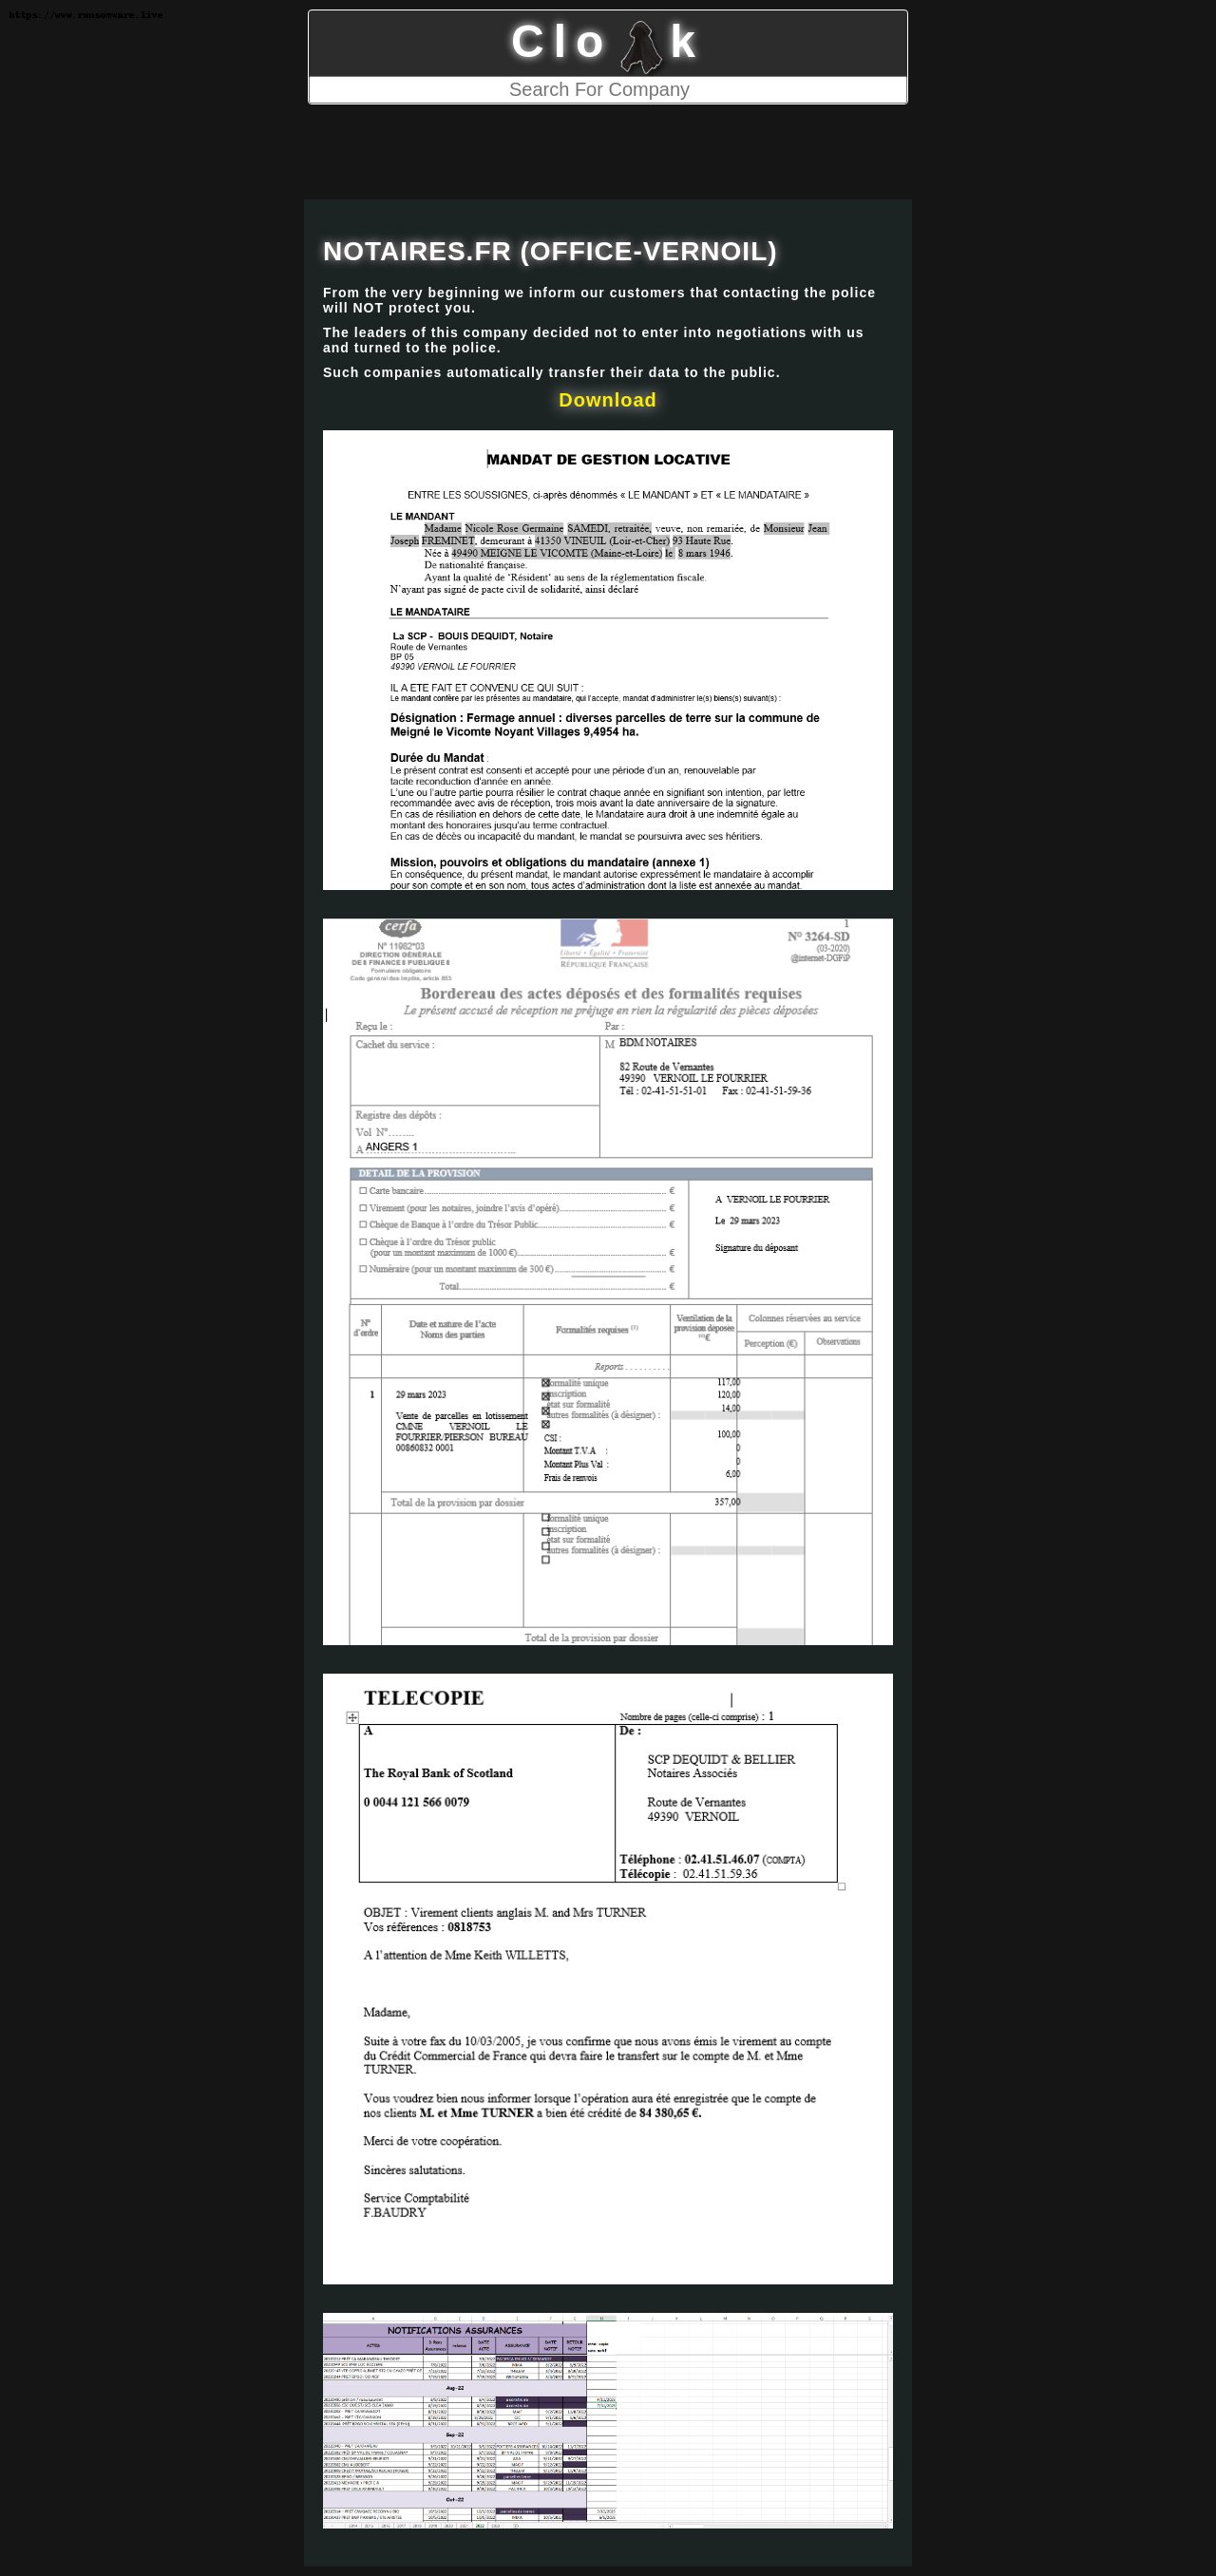 https://www.ransomware.live
Clo k
Search For Company
NOTAIRES.FR (OFFICE-VERNOIL)
From the very beginning we inform our customers that contacting the police
will NOT protect you.
The leaders of this company decided not to enter into negotiations with us
and turned to the police.
Such companies automatically transfer their data to the public.
Download
MANDAT DE GESTION LOCATIVE
ENTRE LES SOUSSIGNES, ci-après dénommés « LE MANDANT » ET « LE MANDATAIRE »
LE MANDANT
Madame Nicole Rose Germaine SAMEDI, retraitée, veuve, non remariée, de Monsieur Jean
Joseph FREMINET, demeurant à 41350 VINEUIL (Loir-et-Cher) 93 Haute Rue.
Née à 49490 MEIGNE LE VICOMTE (Maine-et-Loire) le 8 mars 1946.
De nationalité française.
Ayant la qualité de 'Résident' au sens de la réglementation fiscale.
N'ayant pas signé de pacte civil de solidarité, ainsi déclaré
LE MANDATAIRE
La SCP - BOUIS DEQUIDT, Notaire
Route de Vernantes
BP 05
49390 VERNOIL LE FOURRIER
IL A ETE FAIT ET CONVENU CE QUI SUIT :
Le mandant confère par les présentes au mandataire, qui l'accepte, mandat d'administrer le(s) biens(s) suivant(s) :
Désignation : Fermage annuel : diverses parcelles de terre sur la commune de
Meigné le Vicomte Noyant Villages 9,4954 ha.
Durée du Mandat :
Le présent contrat est consenti et accepté pour une période d'un an, renouvelable par
tacite reconduction d'année en année.
L'une ou l'autre partie pourra résilier le contrat chaque année en signifiant son intention, par lettre
recommandée avec avis de réception, trois mois avant la date anniversaire de la signature.
En cas de résiliation en dehors de cette date, le Mandataire aura droit à une indemnité égale au
montant des honoraires jusqu'au terme contractuel.
En cas de décès ou incapacité du mandant, le mandat se poursuivra avec ses héritiers.
Mission, pouvoirs et obligations du mandataire (annexe 1)
En conséquence, du présent mandat, le mandant autorise expressément le mandataire à accomplir
pour son compte et en son nom, tous actes d'administration dont la liste est annexée au mandat.
cerfa
N° 11982*03
DIRECTION GÉNÉRALE
DES FINANCES PUBLIQUES
Formulaire obligatoire
Code général des Impôts, article 853
Liberté • Égalité • Fraternité
RÉPUBLIQUE FRANÇAISE
1
N° 3264-SD
(03-2020)
@internet-DGFiP
Bordereau des actes déposés et des formalités requises
Le présent accusé de réception ne préjuge en rien la régularité des pièces déposées
Reçu le : Par :
Cachet du service :
M BDM NOTAIRES
82 Route de Vernantes
49390 VERNOIL LE FOURRIER
Tél : 02-41-51-51-01 Fax : 02-41-51-59-36
Registre des dépôts :
Vol N°........
A ANGERS 1
DETAIL DE LA PROVISION
☐ Carte bancaire €
☐ Virement (pour les notaires, joindre l'avis d'opéré) €
☐ Chèque de Banque à l'ordre du Trésor Public €
☐ Chèque à l'ordre du Trésor public
(pour un montant maximum de 1000 €) €
☐ Numéraire (pour un montant maximum de 300 €) €
Total €
A VERNOIL LE FOURRIER
Le 29 mars 2023
Signature du déposant
N° d'ordre
Date et nature de l'acte
Noms des parties
Formalités requises (1)
Ventilation de la
provision déposée
€
Colonnes réservées au service
Perception (€) Observations
Reports . . . . . . . . . .
1 29 mars 2023
Vente de parcelles en lotissement
CMNE VERNOIL LE
FOURRIER/PIERSON BUREAU
00860832 0001
☒ formalité unique 117,00
☒ inscription 120,00
☒ état sur formalité 14,00
☒ autres formalités (à désigner) :
CSI : 100,00
Montant T.V.A : 0
Montant Plus Val : 0
Frais de renvois 6,00
Total de la provision par dossier 357,00
☐ formalité unique
☐ inscription
☐ état sur formalité
☐ autres formalités (à désigner) :
Total de la provision par dossier
TELECOPIE
Nombre de pages (celle-ci comprise) : 1
A
The Royal Bank of Scotland
0 0044 121 566 0079
De :
SCP DEQUIDT & BELLIER
Notaires Associés
Route de Vernantes
49390 VERNOIL
Téléphone : 02.41.51.46.07 (COMPTA)
Télécopie : 02.41.51.59.36
OBJET : Virement clients anglais M. and Mrs TURNER
Vos références : 0818753
A l'attention de Mme Keith WILLETTS,
Madame,
Suite à votre fax du 10/03/2005, je vous confirme que nous avons émis le virement au compte
du Crédit Commercial de France qui devra faire le transfert sur le compte de M. et Mme
TURNER.
Vous voudrez bien nous informer lorsque l'opération aura été enregistrée que le compte de
nos clients M. et Mme TURNER a bien été crédité de 84 380,65 €.
Merci de votre coopération.
Sincères salutations.
Service Comptabilité
F.BAUDRY
NOTIFICATIONS ASSURANCES
ACTES relance DATE ACTE ASSURANCE DATE NOTIF RETOUR NOTIF
Aug-22
Sep-22
Oct-22